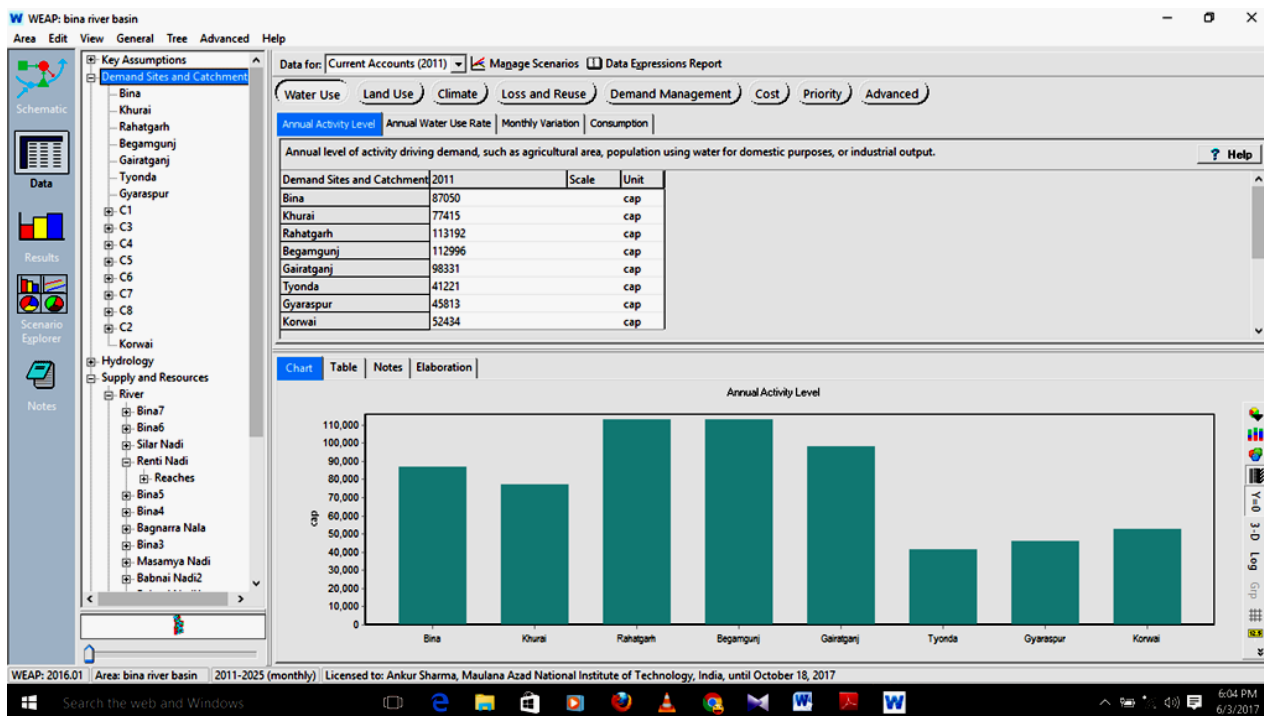 WEAP: bina river basin
Area Edit View General Tree Advanced Help
Schematic
Data
Results
Scenario
Explorer
Notes
Key Assumptions
Demand Sites and Catchment
Bina
Khurai
Rahatgarh
Begamgunj
Gairatganj
Tyonda
Gyaraspur
C1
C3
C4
C5
C6
C7
C8
C2
Korwai
Hydrology
Supply and Resources
River
Bina7
Bina6
Silar Nadi
Renti Nadi
Reaches
Bina5
Bina4
Bagnarra Nala
Bina3
Masamya Nadi
Babnai Nadi2
Data for: Current Accounts (2011) Manage Scenarios Data Expressions Report
Water Use Land Use Climate Loss and Reuse Demand Management Cost Priority Advanced
Annual Activity Level Annual Water Use Rate Monthly Variation Consumption
Annual level of activity driving demand, such as agricultural area, population using water for domestic purposes, or industrial output.
? Help
Demand Sites and Catchment 2011 Scale Unit
Bina 87050 cap
Khurai 77415 cap
Rahatgarh 113192 cap
Begamgunj 112996 cap
Gairatganj 98331 cap
Tyonda 41221 cap
Gyaraspur 45813 cap
Korwai 52434 cap
Chart Table Notes Elaboration
Annual Activity Level
110,000
100,000
90,000
80,000
70,000
60,000
50,000
40,000
30,000
20,000
10,000
0
cap
Bina Khurai Rahatgarh Begamgunj Gairatganj Tyonda Gyaraspur Korwai
Y=0
3-D
Log
Grp
WEAP: 2016.01 Area: bina river basin 2011-2025 (monthly) Licensed to: Ankur Sharma, Maulana Azad National Institute of Technology, India, until October 18, 2017
Search the web and Windows
6:04 PM
6/3/2017